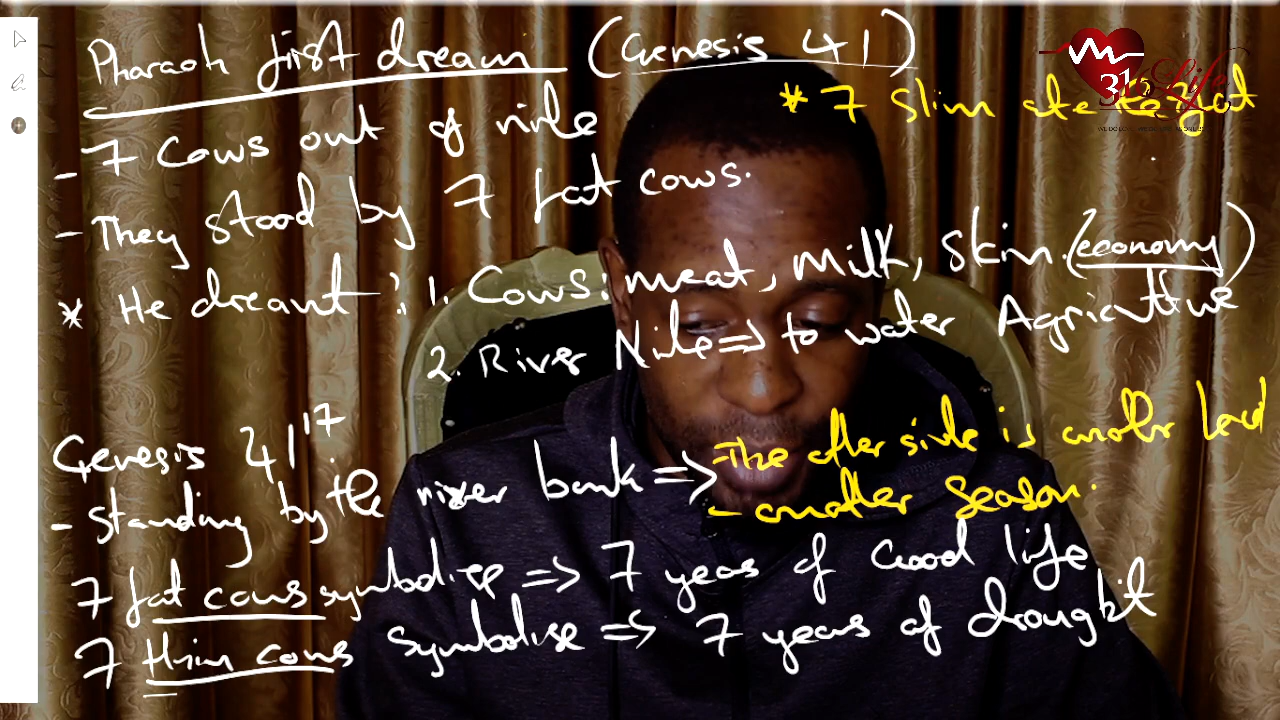 Pharaoh first dream (Genesis 41)
* 7 slim ate the fat
316 Life
- 7 cows out of nile
- They stood by 7 fat cows.
* He dreamt : 1. Cows: meat, Milk, Skin. (economy)
2. River Nile => to water Agriculture
Genesis 41 17.
- Standing by the river bank => - The other side is another land
- another season.
7 fat cows symbolise => 7 years of Good life
7 thin cows symbolise => 7 years of drought